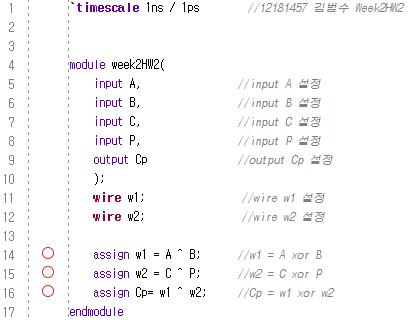 1 `timescale 1ns / 1ps //12181457 김범수 Week2HW2
2
3
4 module week2HW2(
5 input A, //input A 설정
6 input B, //input B 설정
7 input C, //input C 설정
8 input P, //input P 설정
9 output Cp //output Cp 설정
10 );
11 wire w1; //wire w1 설정
12 wire w2; //wire w2 설정
13
14 assign w1 = A ^ B; //w1 = A xor B
15 assign w2 = C ^ P; //w2 = C xor P
16 assign Cp= w1 ^ w2; //Cp = w1 xor w2
17 endmodule